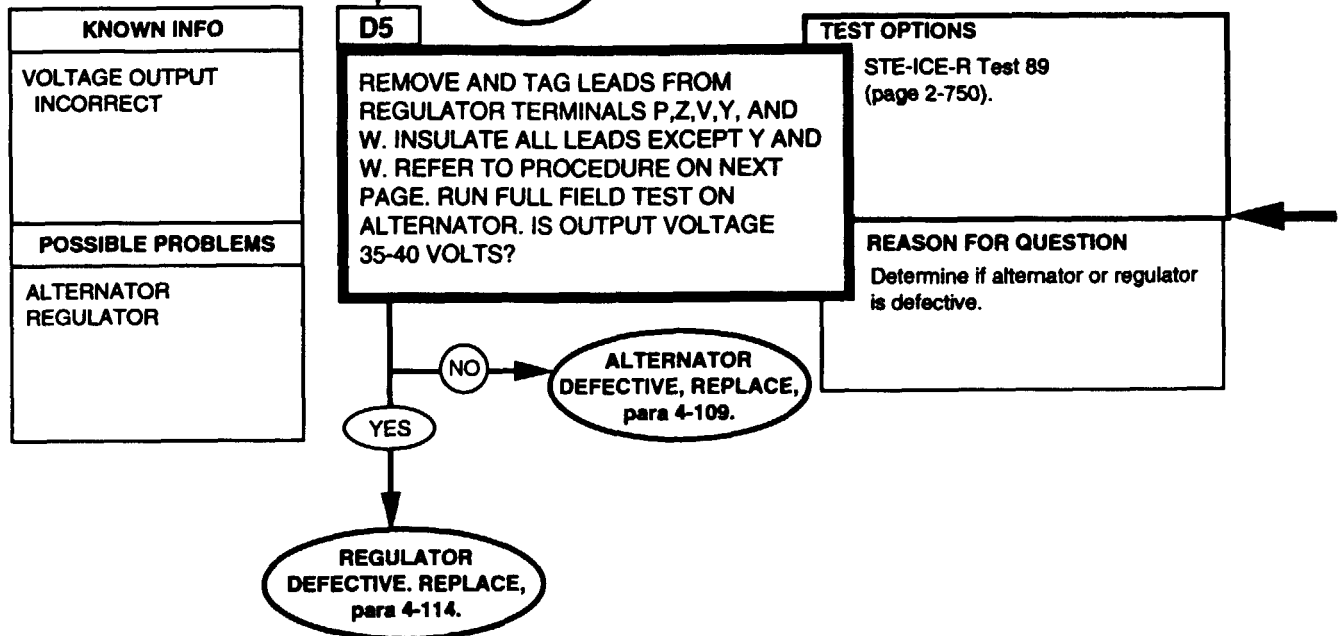 KNOWN INFO
VOLTAGE OUTPUT
INCORRECT
POSSIBLE PROBLEMS
ALTERNATOR
REGULATOR
D5
REMOVE AND TAG LEADS FROM
REGULATOR TERMINALS P,Z,V,Y, AND
W. INSULATE ALL LEADS EXCEPT Y AND
W. REFER TO PROCEDURE ON NEXT
PAGE. RUN FULL FIELD TEST ON
ALTERNATOR. IS OUTPUT VOLTAGE
35-40 VOLTS?
TEST OPTIONS
STE-ICE-R Test 89
(page 2-750).
REASON FOR QUESTION
Determine if alternator or regulator
is defective.
NO
ALTERNATOR
DEFECTIVE, REPLACE,
para 4-109.
YES
REGULATOR
DEFECTIVE. REPLACE,
para 4-114.